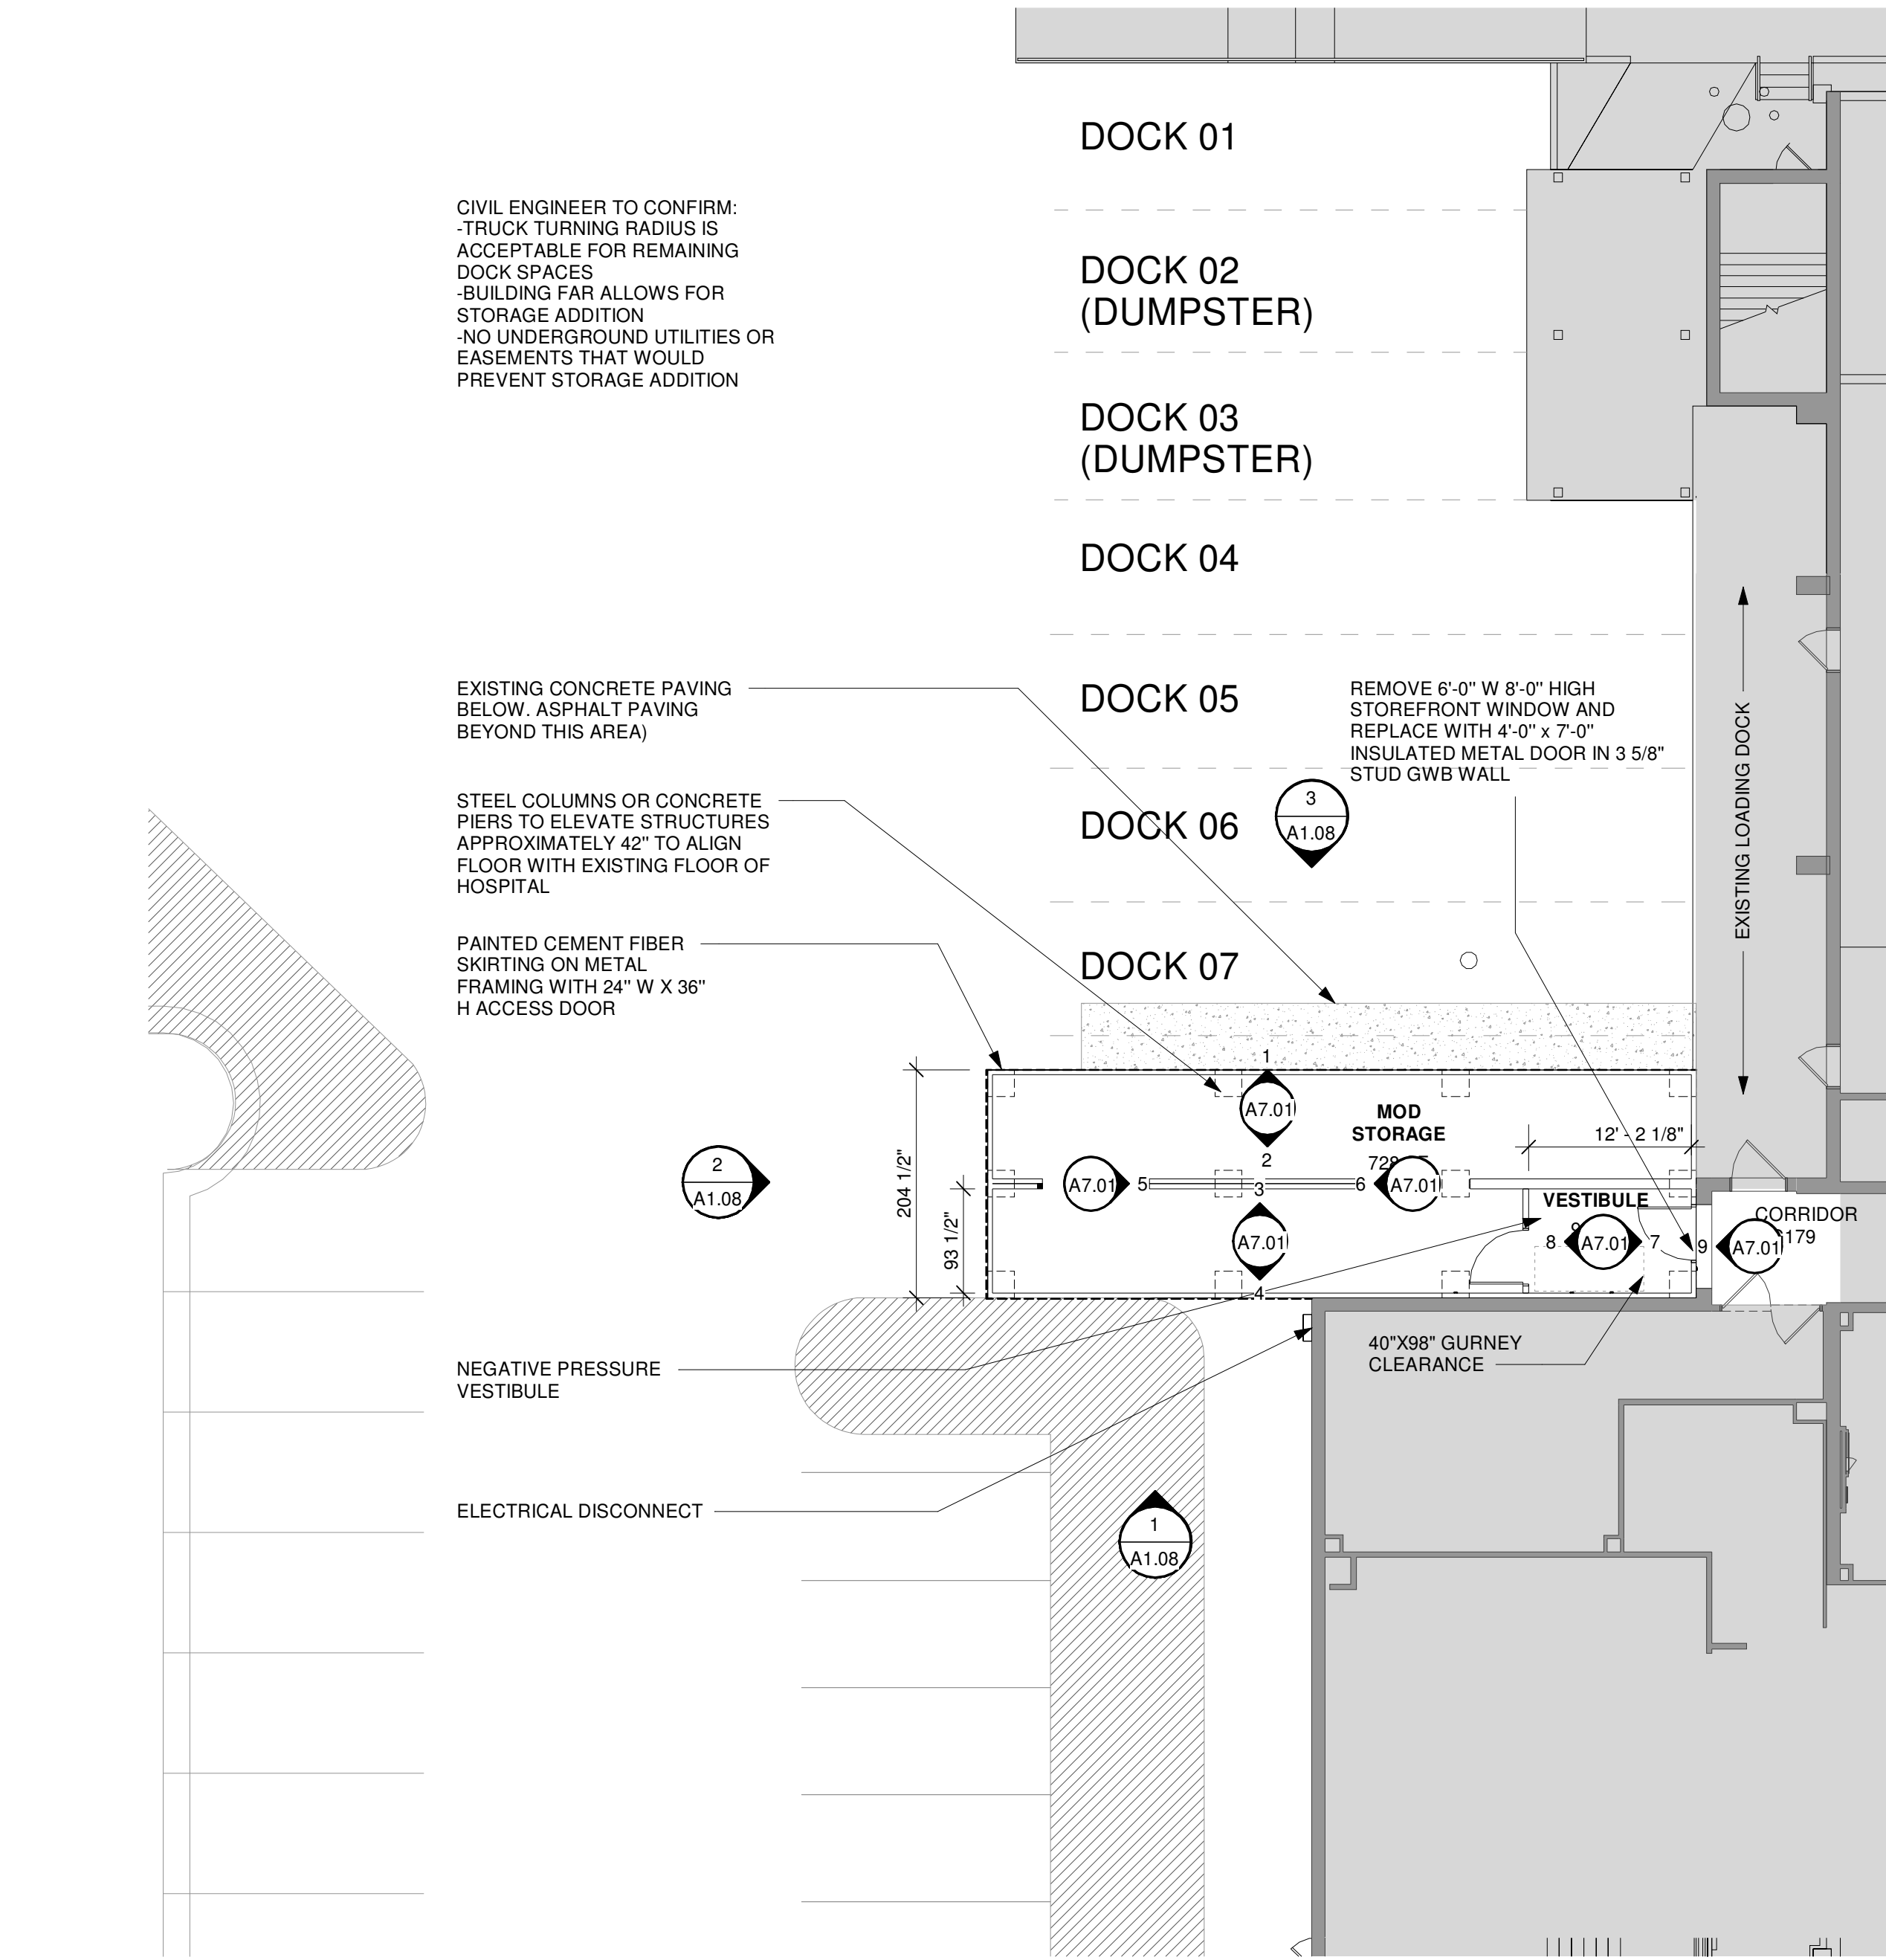 DOCK 01
CIVIL ENGINEER TO CONFIRM:
-TRUCK TURNING RADIUS IS
ACCEPTABLE FOR REMAINING
DOCK SPACES
-BUILDING FAR ALLOWS FOR
STORAGE ADDITION
-NO UNDERGROUND UTILITIES OR
EASEMENTS THAT WOULD
PREVENT STORAGE ADDITION
DOCK 02
(DUMPSTER)
DOCK 03
(DUMPSTER)
DOCK 04
EXISTING CONCRETE PAVING
BELOW. ASPHALT PAVING
BEYOND THIS AREA)
DOCK 05
REMOVE 6'-0" W 8'-0" HIGH
STOREFRONT WINDOW AND
REPLACE WITH 4'-0" x 7'-0"
INSULATED METAL DOOR IN 3 5/8"
STUD GWB WALL
EXISTING LOADING DOCK
STEEL COLUMNS OR CONCRETE
PIERS TO ELEVATE STRUCTURES
APPROXIMATELY 42" TO ALIGN
FLOOR WITH EXISTING FLOOR OF
HOSPITAL
DOCK 06
3
A1.08
PAINTED CEMENT FIBER
SKIRTING ON METAL
FRAMING WITH 24" W X 36"
H ACCESS DOOR
DOCK 07
1
A7.01
2
MOD
STORAGE
12' - 2 1/8"
2
A1.08
204 1/2"
93 1/2"
A7.01
5
3
6
A7.01
A7.01
4
VESTIBULE
8
A7.01
7
9
A7.01
CORRIDOR
40"X98" GURNEY
CLEARANCE
NEGATIVE PRESSURE
VESTIBULE
ELECTRICAL DISCONNECT
1
A1.08